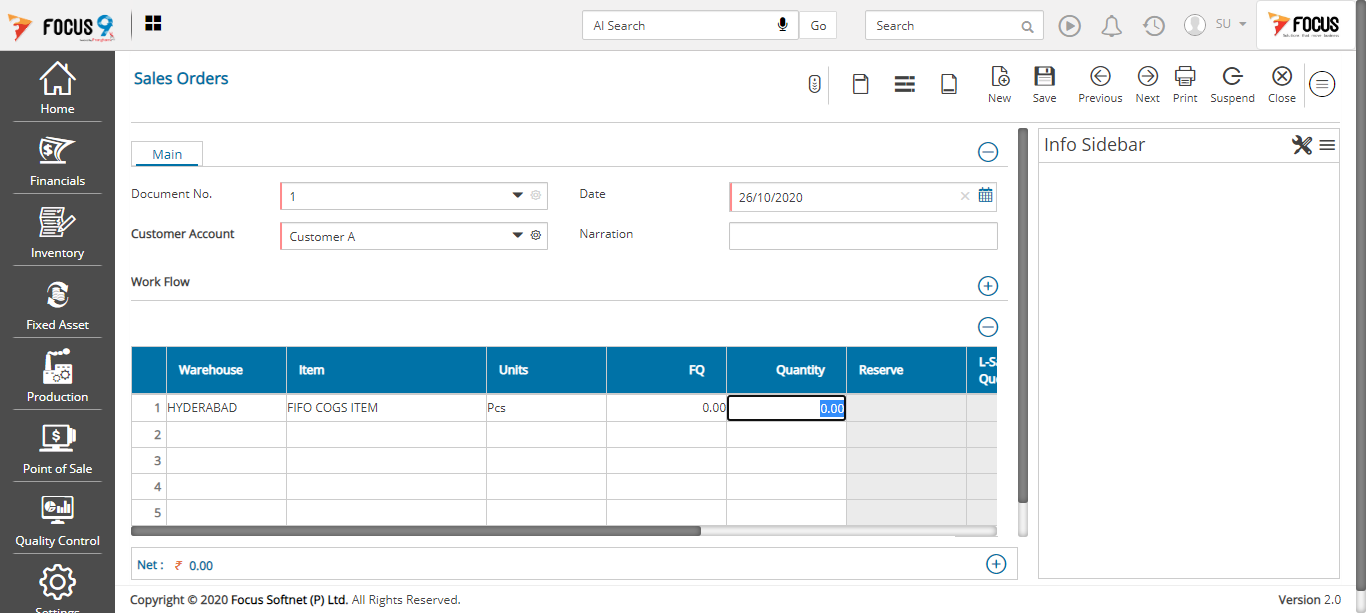 FOCUS 9
AI Search
Go
Search
SU
FOCUS
Home
Financials
Inventory
Fixed Asset
Production
Point of Sale
Quality Control
Settings
Sales Orders
New
Save
Previous
Next
Print
Suspend
Close
Main
Document No.
1
Date
26/10/2020
Customer Account
Customer A
Narration
Work Flow
Warehouse Item Units FQ Quantity Reserve
1 HYDERABAD FIFO COGS ITEM Pcs 0.00 0.00
2
3
4
5
Net : ₹ 0.00
Info Sidebar
Copyright © 2020 Focus Softnet (P) Ltd. All Rights Reserved.
Version 2.0